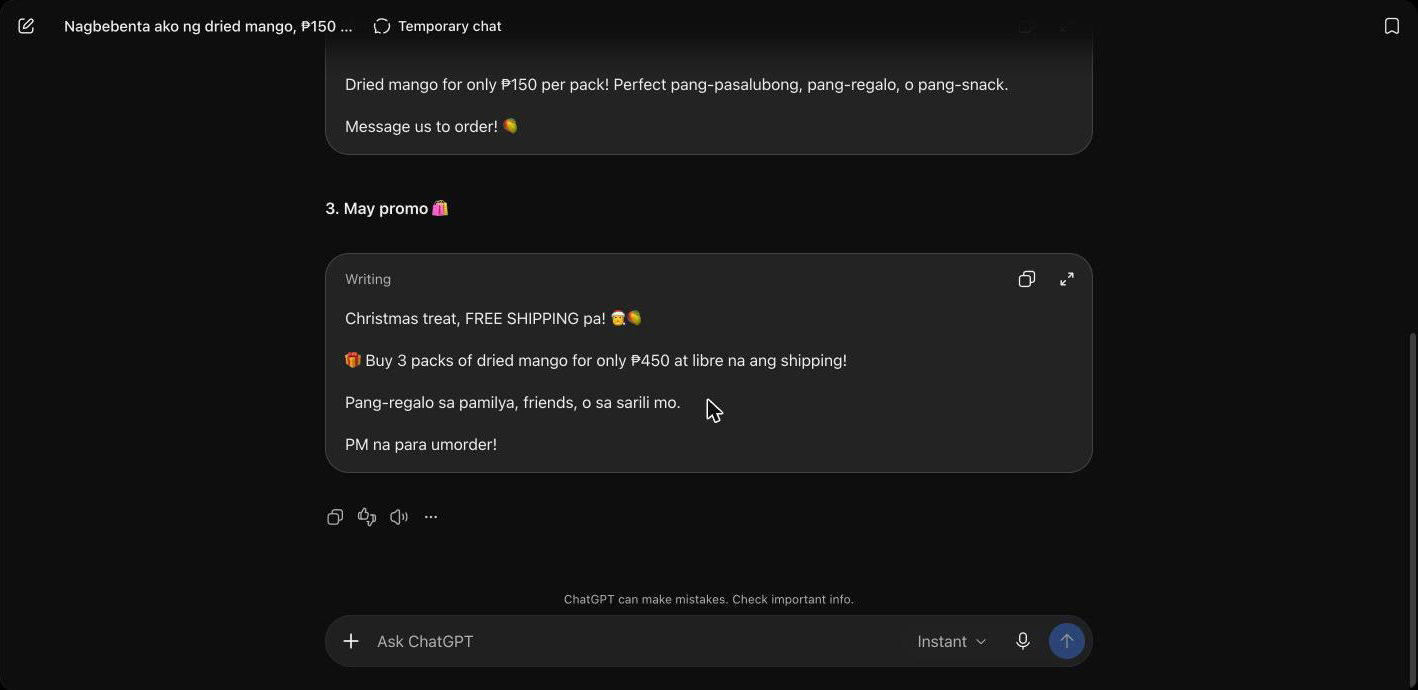 Nagbebenta ako ng dried mango, ₱150 ...
Temporary chat
Dried mango for only ₱150 per pack! Perfect pang-pasalubong, pang-regalo, o pang-snack.
Message us to order! 🥭
3. May promo 🛍️
Writing
Christmas treat, FREE SHIPPING pa! 🎅🥭
🎁 Buy 3 packs of dried mango for only ₱450 at libre na ang shipping!
Pang-regalo sa pamilya, friends, o sa sarili mo.
PM na para umorder!
ChatGPT can make mistakes. Check important info.
Ask ChatGPT
Instant